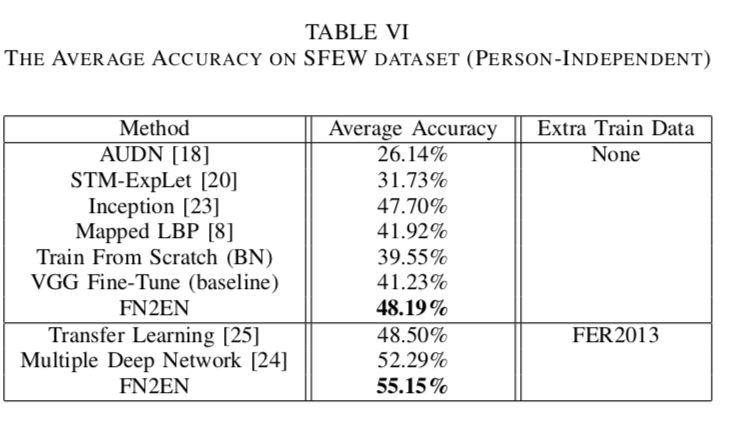 TABLE VI
THE AVERAGE ACCURACY ON SFEW DATASET (PERSON-INDEPENDENT)
Method Average Accuracy Extra Train Data
AUDN [18] 26.14% None
STM-ExpLet [20] 31.73%
Inception [23] 47.70%
Mapped LBP [8] 41.92%
Train From Scratch (BN) 39.55%
VGG Fine-Tune (baseline) 41.23%
FN2EN 48.19%
Transfer Learning [25] 48.50% FER2013
Multiple Deep Network [24] 52.29%
FN2EN 55.15%